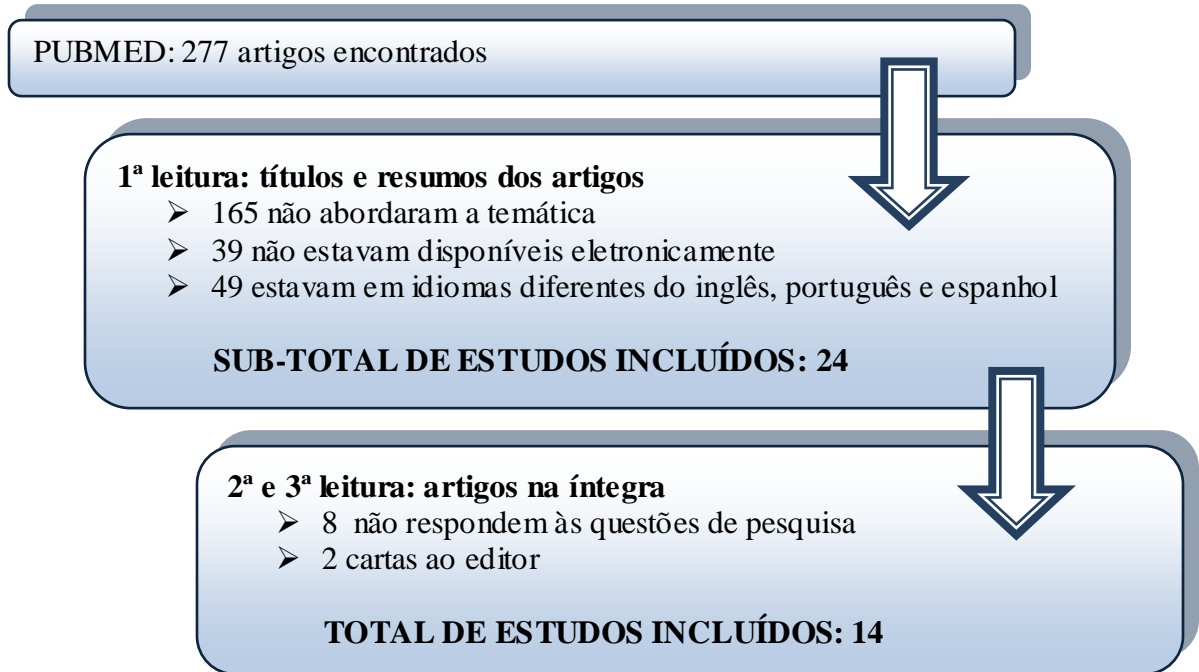 PUBMED: 277 artigos encontrados
1ª leitura: títulos e resumos dos artigos
➢ 165 não abordaram a temática
➢ 39 não estavam disponíveis eletronicamente
➢ 49 estavam em idiomas diferentes do inglês, português e espanhol
SUB-TOTAL DE ESTUDOS INCLUÍDOS: 24
2ª e 3ª leitura: artigos na íntegra
➢ 8 não respondem às questões de pesquisa
➢ 2 cartas ao editor
TOTAL DE ESTUDOS INCLUÍDOS: 14